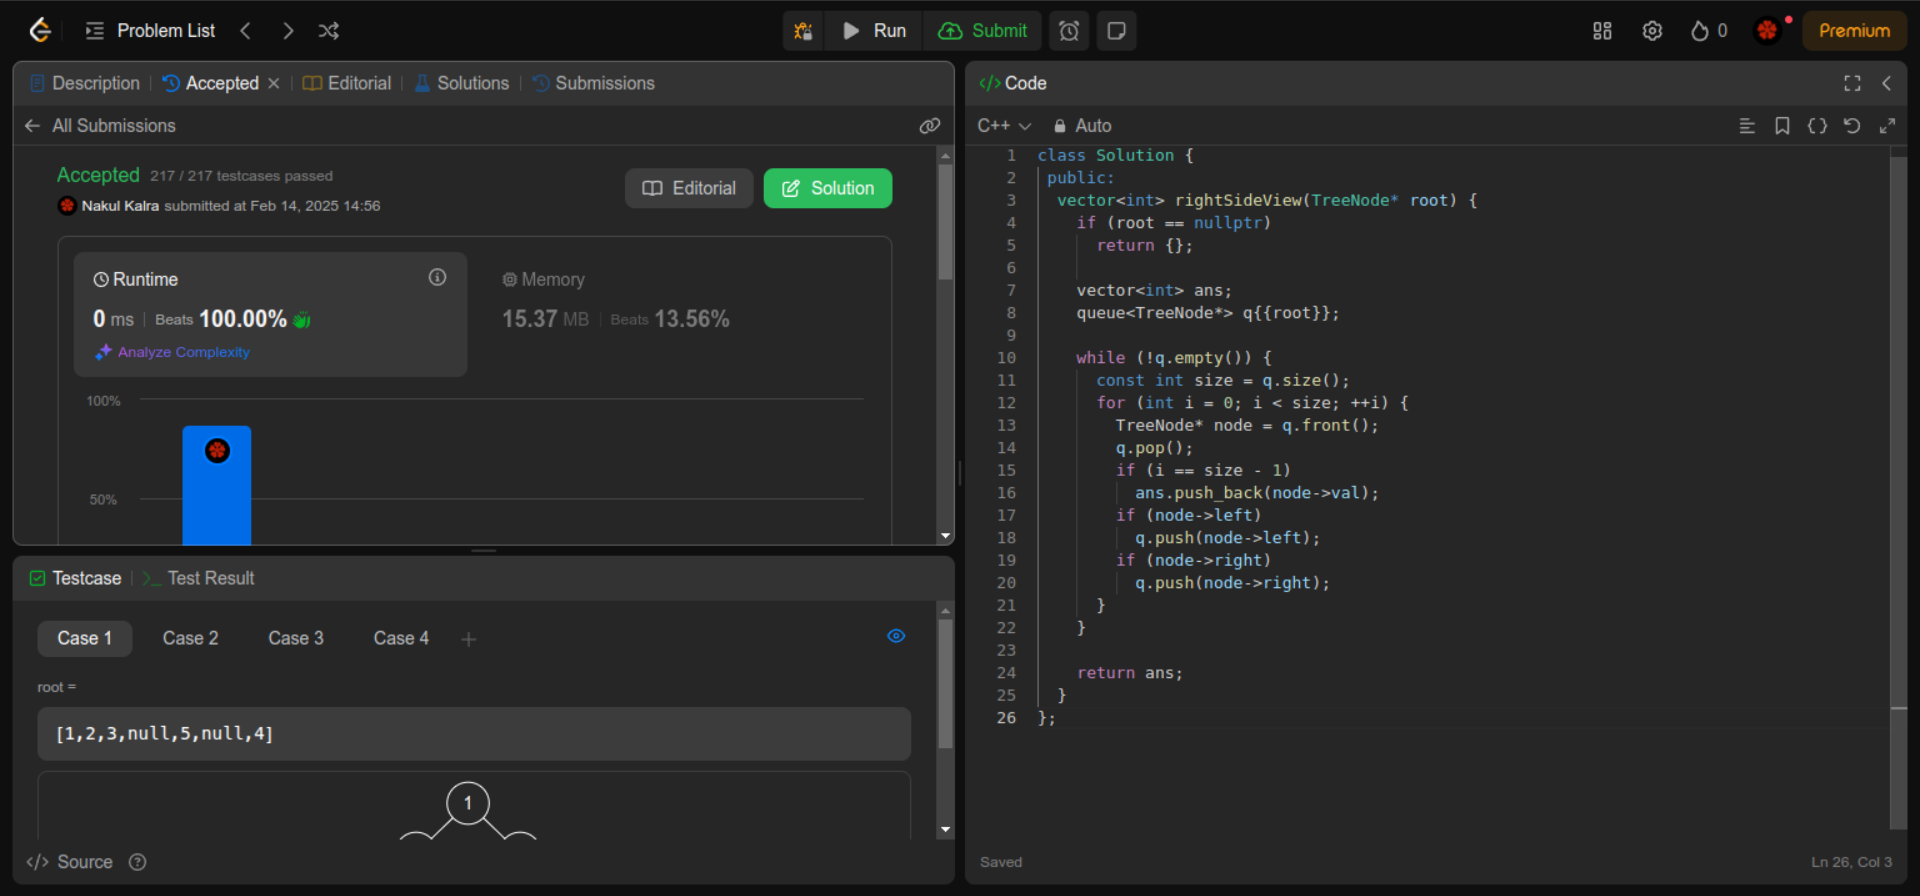 Problem List
Run
Submit
0
Premium
Description
Accepted
Editorial
Solutions
Submissions
All Submissions
Accepted 217 / 217 testcases passed
Nakul Kalra submitted at Feb 14, 2025 14:56
Editorial
Solution
Runtime
0 ms | Beats 100.00%
Analyze Complexity
Memory
15.37 MB | Beats 13.56%
100%
50%
Testcase
Test Result
Case 1
Case 2
Case 3
Case 4
root =
[1,2,3,null,5,null,4]
1
</> Source
</> Code
C++
Auto
1 class Solution {
2  public:
3   vector<int> rightSideView(TreeNode* root) {
4     if (root == nullptr)
5       return {};
6
7     vector<int> ans;
8     queue<TreeNode*> q{{root}};
9
10     while (!q.empty()) {
11       const int size = q.size();
12       for (int i = 0; i < size; ++i) {
13         TreeNode* node = q.front();
14         q.pop();
15         if (i == size - 1)
16           ans.push_back(node->val);
17         if (node->left)
18           q.push(node->left);
19         if (node->right)
20           q.push(node->right);
21       }
22     }
23
24     return ans;
25   }
26 };
Saved
Ln 26, Col 3